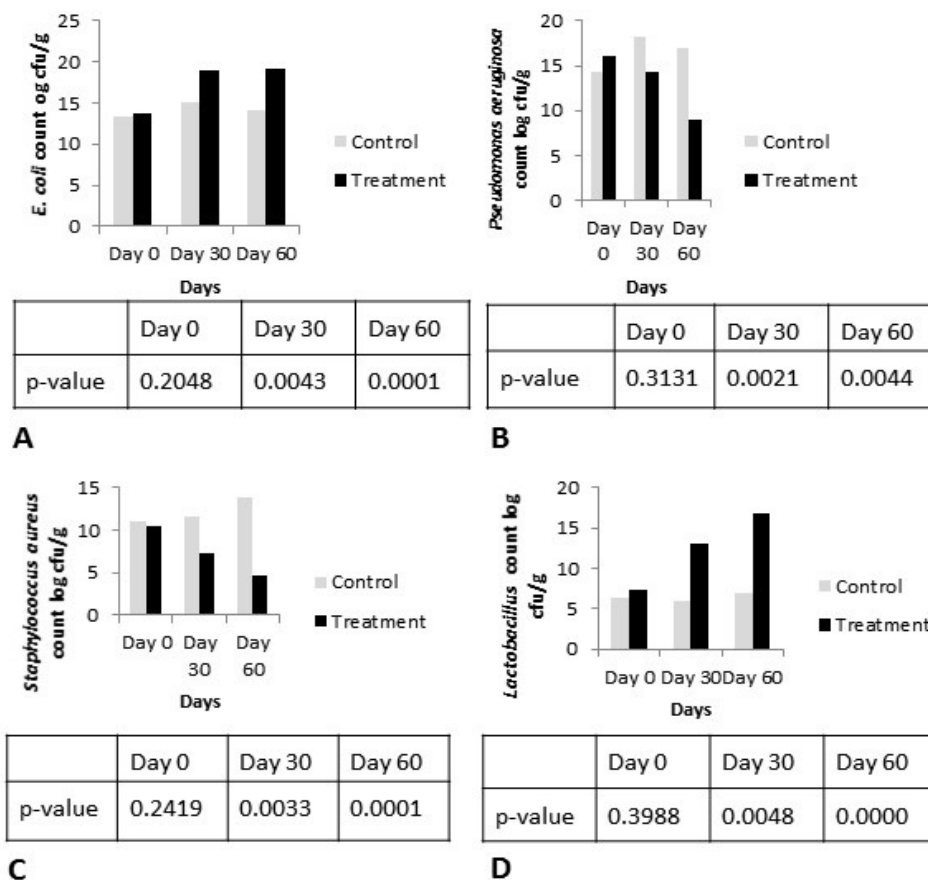 25
20
15
10
5
0
E. coli count og cfu/g
Day 0 Day 30 Day 60
Days
Control
Treatment
Day 0 Day 30 Day 60
p-value 0.2048 0.0043 0.0001
A
20
15
10
5
0
Pseudomonas aeruginosa
count log cfu/g
Day Day Day
0 30 60
Days
Control
Treatment
Day 0 Day 30 Day 60
p-value 0.3131 0.0021 0.0044
B
15
10
5
0
Staphylococcus aureus
count log cfu/g
Day 0 Day Day
30 60
Days
Control
Treatment
Day 0 Day 30 Day 60
p-value 0.2419 0.0033 0.0001
C
20
15
10
5
0
Lactobacillus count log
cfu/g
Day 0 Day 30 Day 60
Days
Control
Treatment
Day 0 Day 30 Day 60
p-value 0.3988 0.0048 0.0000
D